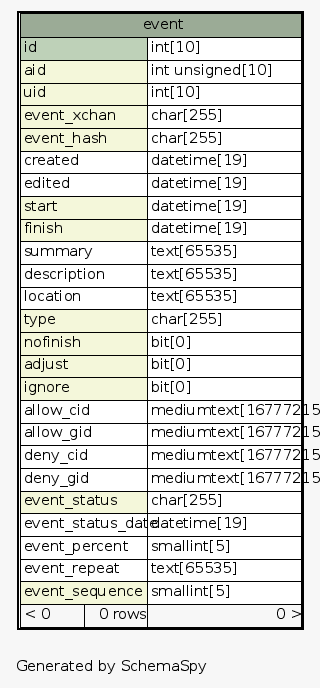 event
id int[10]
aid int unsigned[10]
uid int[10]
event_xchan char[255]
event_hash char[255]
created datetime[19]
edited datetime[19]
start datetime[19]
finish datetime[19]
summary text[65535]
description text[65535]
location text[65535]
type char[255]
nofinish bit[0]
adjust bit[0]
ignore bit[0]
allow_cid mediumtext[16777215
allow_gid mediumtext[16777215
deny_cid mediumtext[16777215
deny_gid mediumtext[16777215
event_status char[255]
event_status_date datetime[19]
event_percent smallint[5]
event_repeat text[65535]
event_sequence smallint[5]
< 0 0 rows 0 >
Generated by SchemaSpy